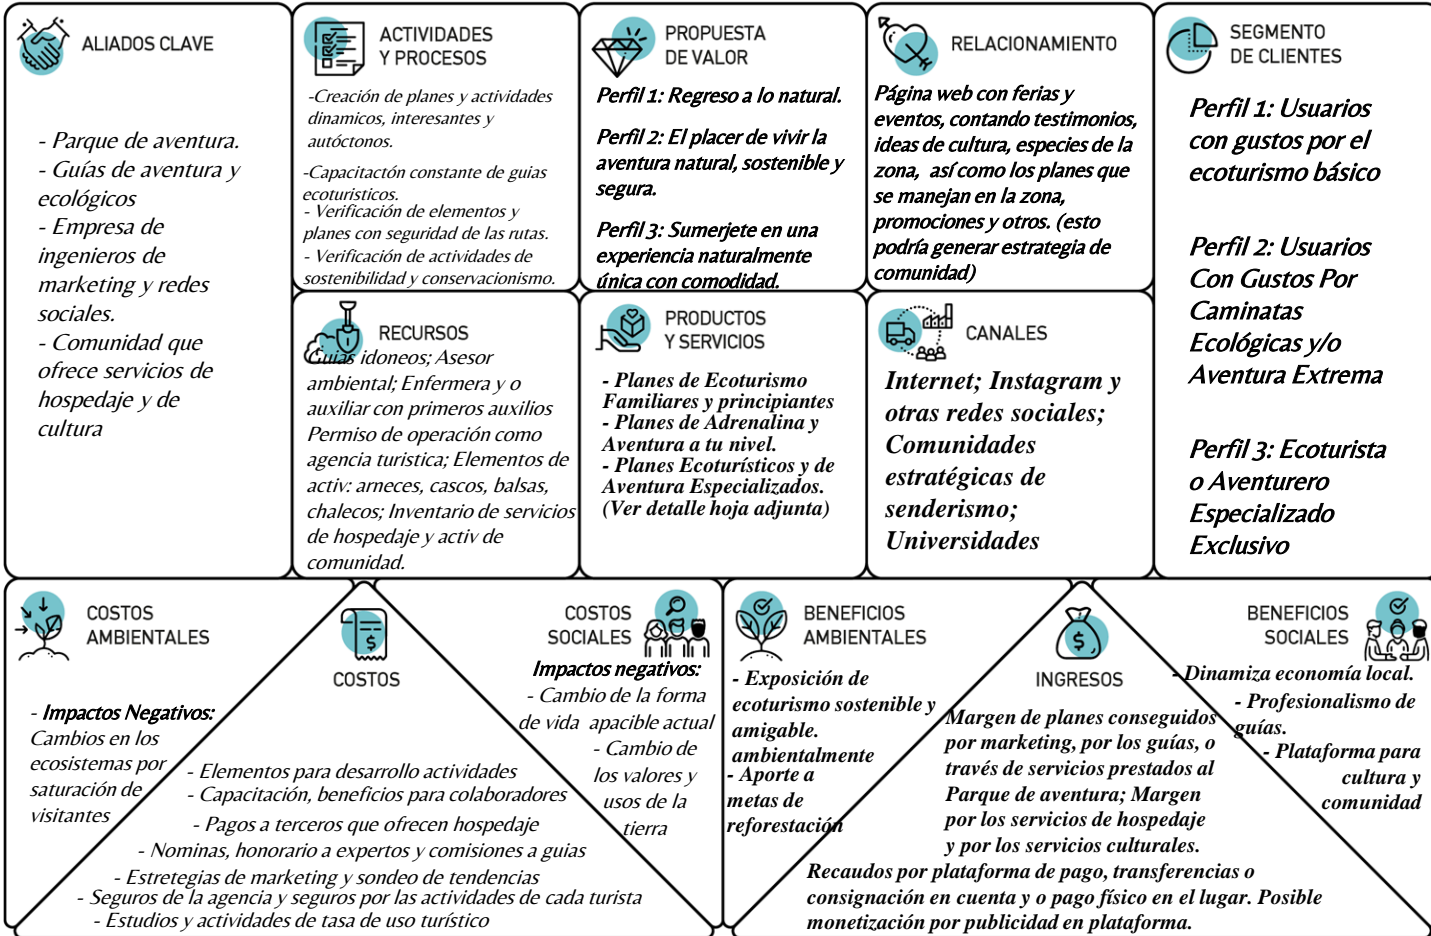 ALIADOS CLAVE
- Parque de aventura.
- Guías de aventura y
ecológicos
- Empresa de
ingenieros de
marketing y redes
sociales.
- Comunidad que
ofrece servicios de
hospedaje y de
cultura
ACTIVIDADES
Y PROCESOS
-Creación de planes y actividades
dinamicos, interesantes y
autóctonos.
-Capacitactón constante de guias
ecoturisticos.
- Verificación de elementos y
planes con seguridad de las rutas.
- Verificación de actividades de
sostenibilidad y conservacionismo.
RECURSOS
Guias idoneos; Asesor
ambiental; Enfermera y o
auxiliar con primeros auxilios
Permiso de operación como
agencia turistica; Elementos de
activ: arneces, cascos, balsas,
chalecos; Inventario de servicios
de hospedaje y activ de
comunidad.
PROPUESTA
DE VALOR
Perfil 1: Regreso a lo natural.
Perfil 2: El placer de vivir la
aventura natural, sostenible y
segura.
Perfil 3: Sumerjete en una
experiencia naturalmente
única con comodidad.
PRODUCTOS
Y SERVICIOS
- Planes de Ecoturismo
Familiares y principiantes
- Planes de Adrenalina y
Aventura a tu nivel.
- Planes Ecoturísticos y de
Aventura Especializados.
(Ver detalle hoja adjunta)
RELACIONAMIENTO
Página web con ferias y
eventos, contando testimonios,
ideas de cultura, especies de la
zona, así como los planes que
se manejan en la zona,
promociones y otros. (esto
podría generar estrategia de
comunidad)
CANALES
Internet; Instagram y
otras redes sociales;
Comunidades
estratégicas de
senderismo;
Universidades
SEGMENTO
DE CLIENTES
Perfil 1: Usuarios
con gustos por el
ecoturismo básico
Perfil 2: Usuarios
Con Gustos Por
Caminatas
Ecológicas y/o
Aventura Extrema
Perfil 3: Ecoturista
o Aventurero
Especializado
Exclusivo
COSTOS
AMBIENTALES
- Impactos Negativos:
Cambios en los
ecosistemas por
saturación de
visitantes
COSTOS
- Elementos para desarrollo actividades
- Capacitación, beneficios para colaboradores
- Pagos a terceros que ofrecen hospedaje
- Nominas, honorario a expertos y comisiones a guias
- Estretegias de marketing y sondeo de tendencias
- Seguros de la agencia y seguros por las actividades de cada turista
- Estudios y actividades de tasa de uso turístico
COSTOS
SOCIALES
Impactos negativos:
- Cambio de la forma
de vida apacible actual
- Cambio de
los valores y
usos de la
tierra
BENEFICIOS
AMBIENTALES
- Exposición de
ecoturismo sostenible y
amigable.
ambientalmente
- Aporte a
metas de
reforestación
INGRESOS
Margen de planes conseguidos
por marketing, por los guías, o
través de servicios prestados al
Parque de aventura; Margen
por los servicios de hospedaje
y por los servicios culturales.
Recaudos por plataforma de pago, transferencias o
consignación en cuenta y o pago físico en el lugar. Posible
monetización por publicidad en plataforma.
BENEFICIOS
SOCIALES
- Dinamiza economía local.
- Profesionalismo de
guías.
- Plataforma para
cultura y
comunidad